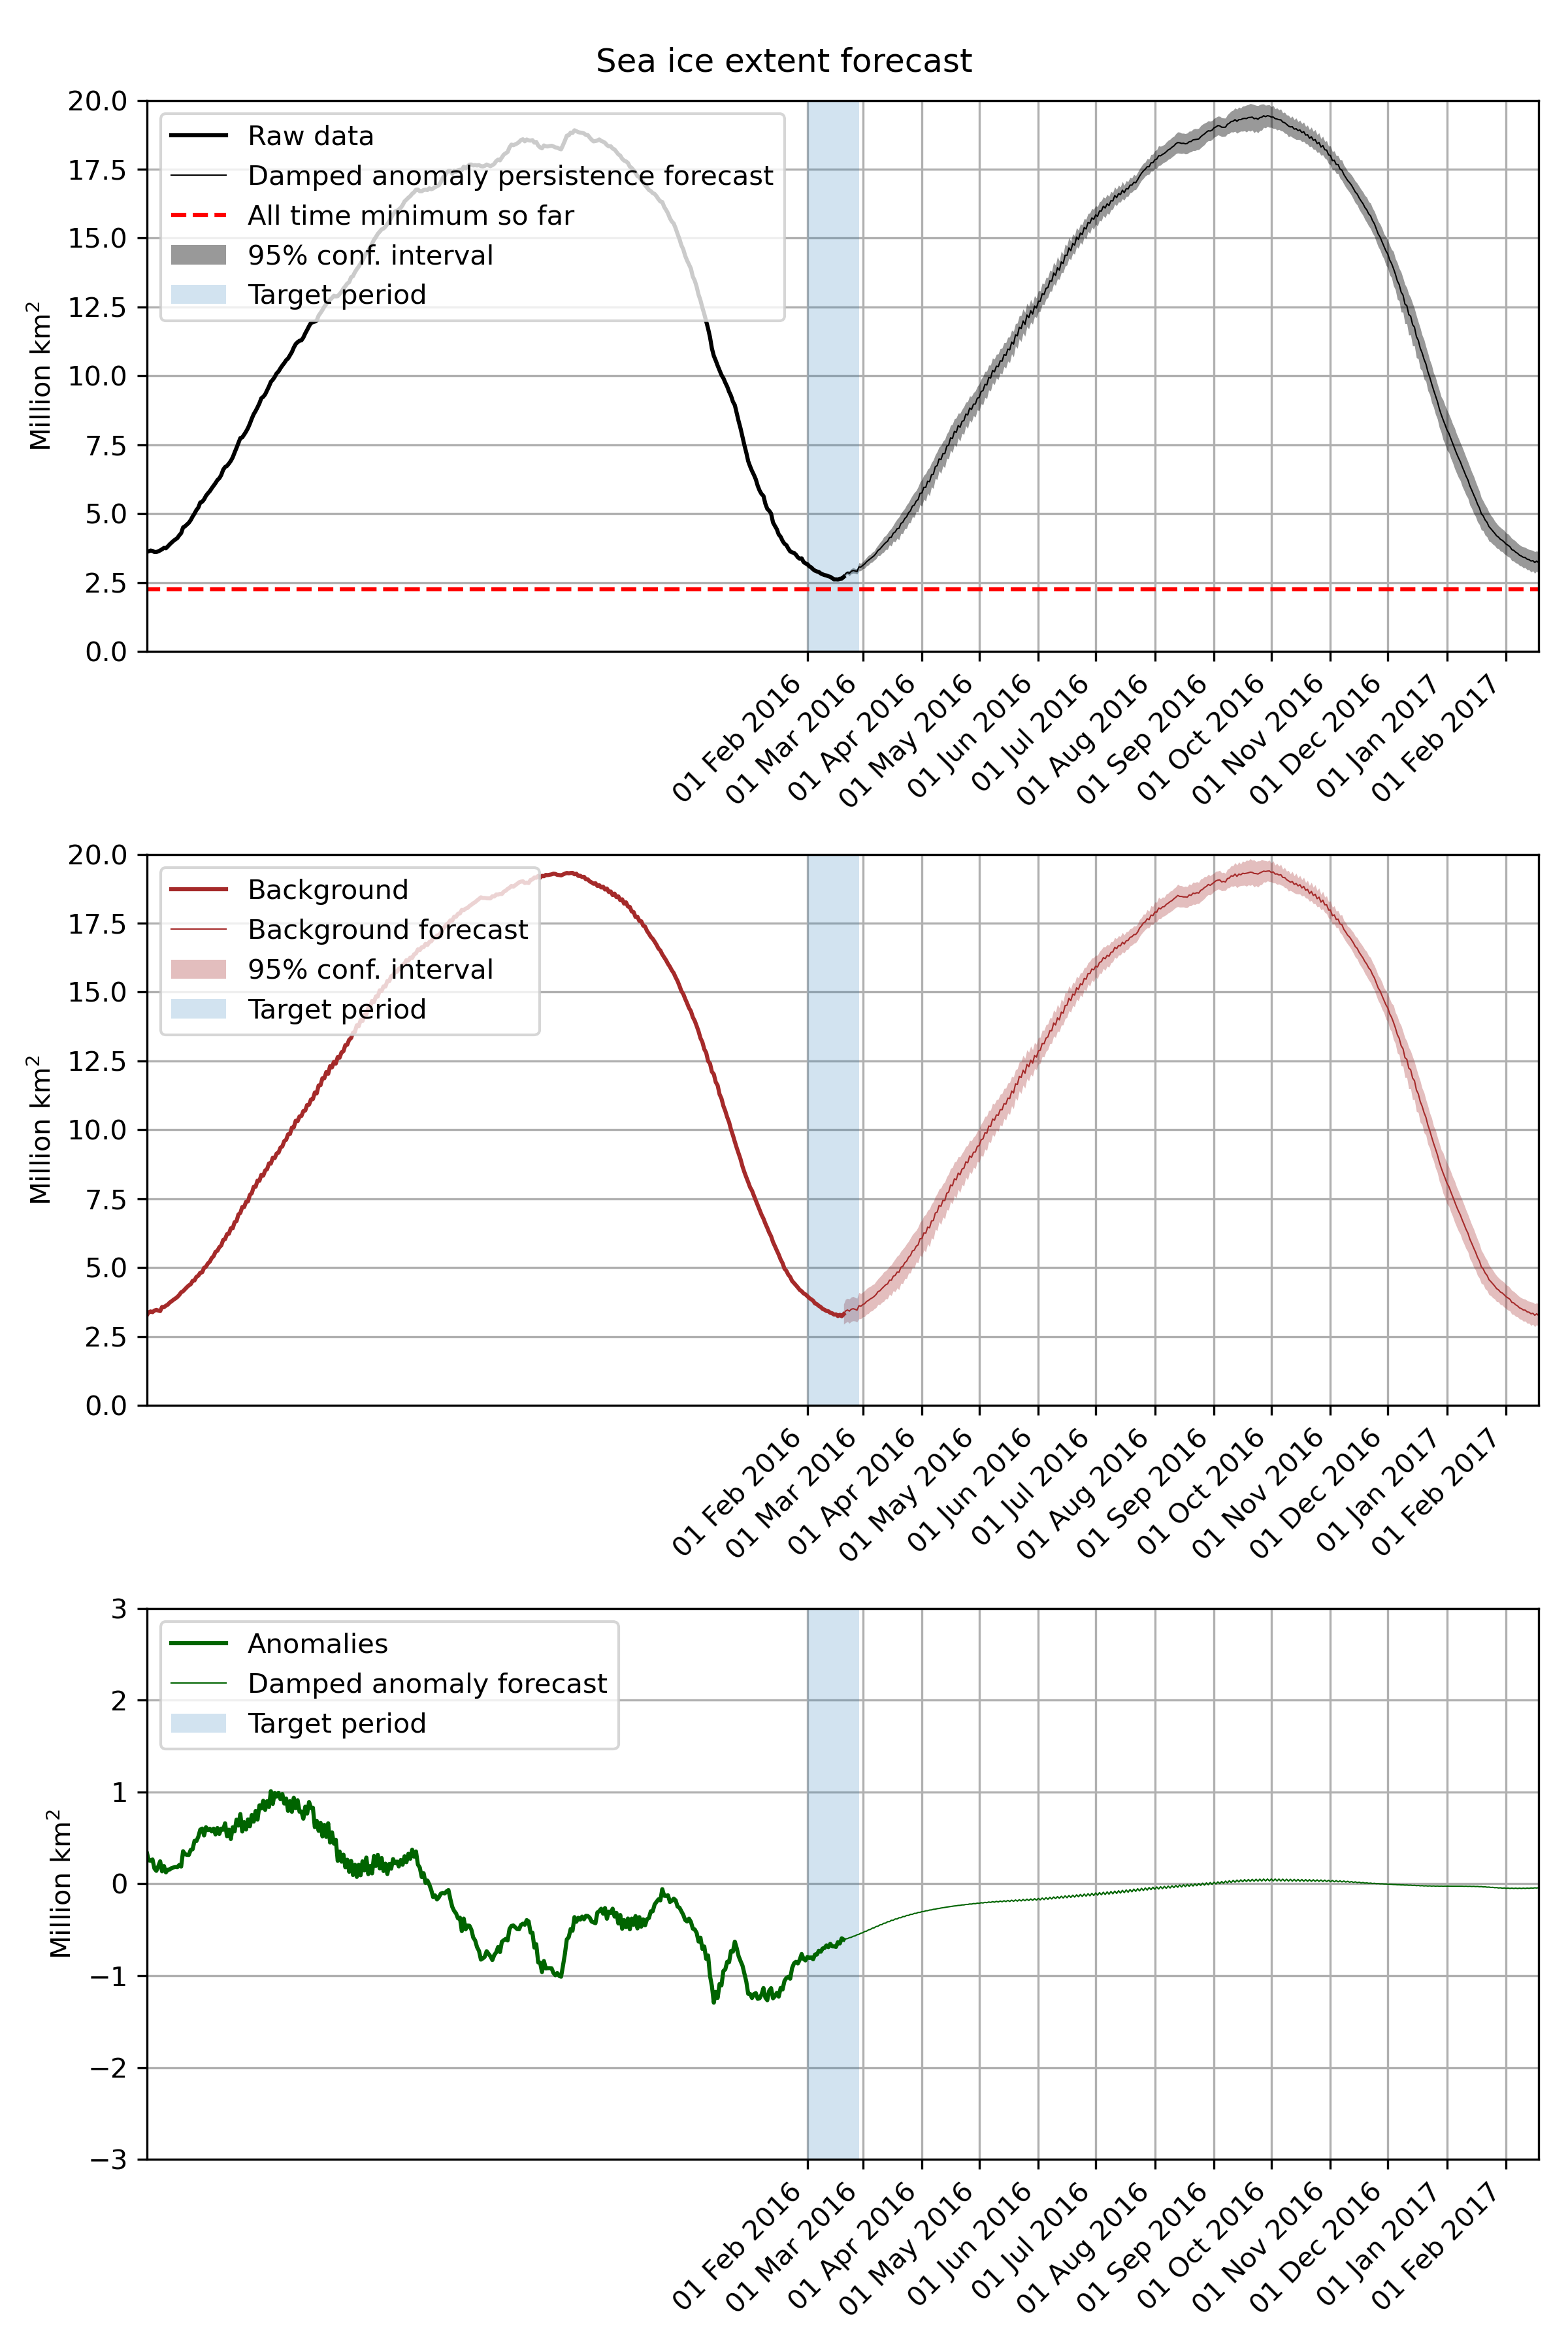 Sea ice extent forecast
20.0
17.5
15.0
12.5
10.0
7.5
5.0
2.5
0.0
Million km²
Raw data
Damped anomaly persistence forecast
All time minimum so far
95% conf. interval
Target period
01 Feb 2016
01 Mar 2016
01 Apr 2016
01 May 2016
01 Jun 2016
01 Jul 2016
01 Aug 2016
01 Sep 2016
01 Oct 2016
01 Nov 2016
01 Dec 2016
01 Jan 2017
01 Feb 2017
20.0
17.5
15.0
12.5
10.0
7.5
5.0
2.5
0.0
Million km²
Background
Background forecast
95% conf. interval
Target period
01 Feb 2016
01 Mar 2016
01 Apr 2016
01 May 2016
01 Jun 2016
01 Jul 2016
01 Aug 2016
01 Sep 2016
01 Oct 2016
01 Nov 2016
01 Dec 2016
01 Jan 2017
01 Feb 2017
3
2
1
0
−1
−2
−3
Million km²
Anomalies
Damped anomaly forecast
Target period
01 Feb 2016
01 Mar 2016
01 Apr 2016
01 May 2016
01 Jun 2016
01 Jul 2016
01 Aug 2016
01 Sep 2016
01 Oct 2016
01 Nov 2016
01 Dec 2016
01 Jan 2017
01 Feb 2017